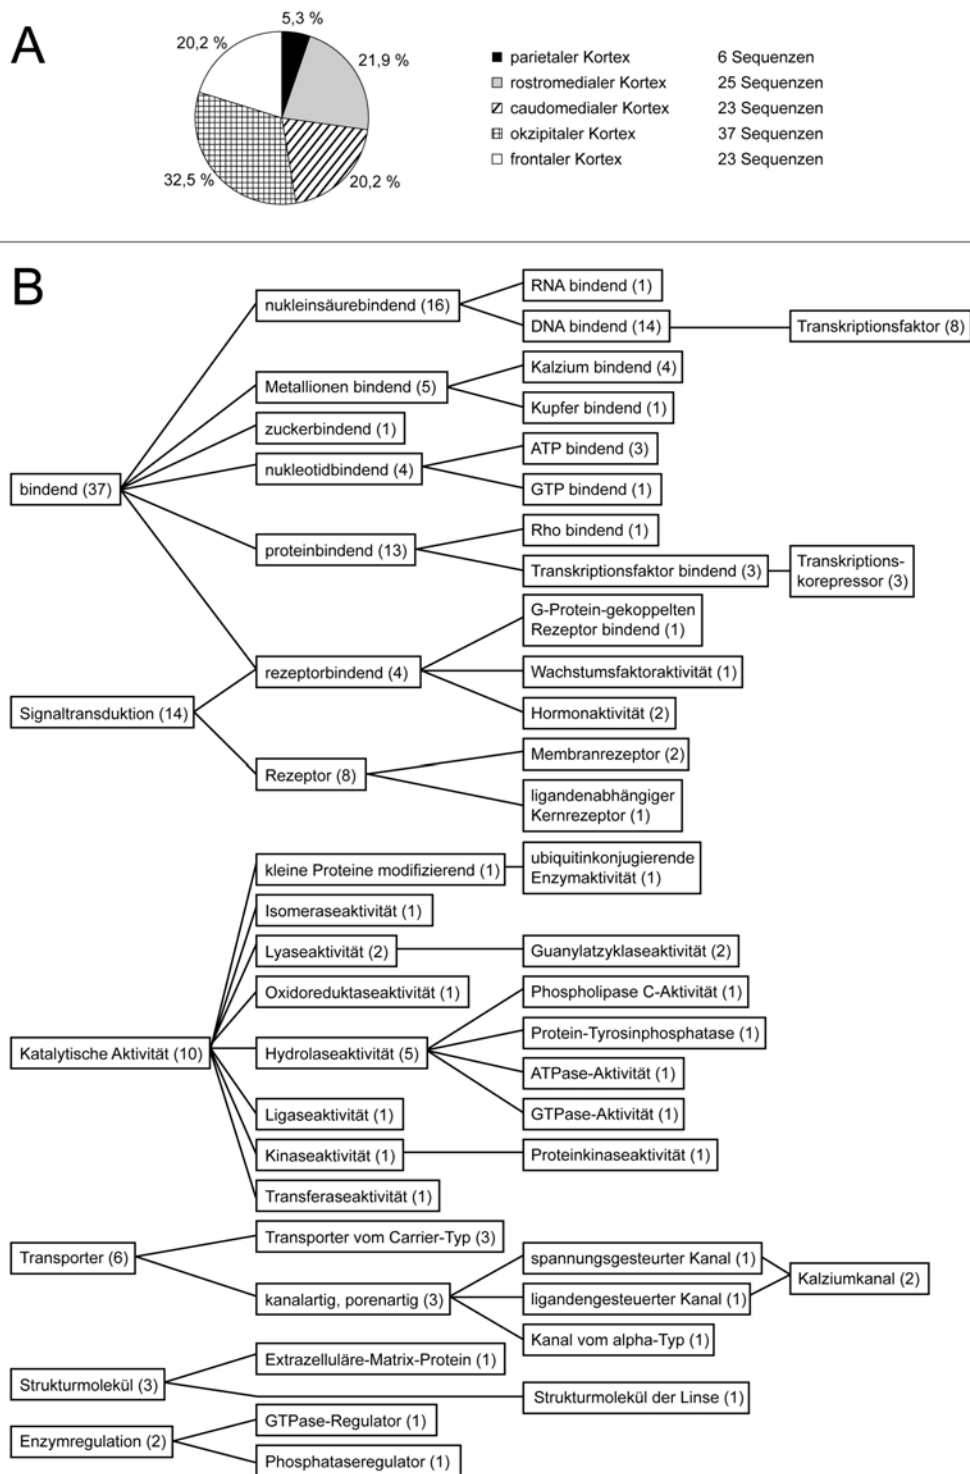 A
5,3 %
20,2 %
21,9 %
32,5 %
20,2 %
parietaler Kortex 6 Sequenzen
rostromedialer Kortex 25 Sequenzen
caudomedialer Kortex 23 Sequenzen
okzipitaler Kortex 37 Sequenzen
frontaler Kortex 23 Sequenzen
B
bindend (37)
nukleinsäurebindend (16)
RNA bindend (1)
DNA bindend (14)
Transkriptionsfaktor (8)
Metallionen bindend (5)
Kalzium bindend (4)
Kupfer bindend (1)
zuckerbindend (1)
nukleotidbindend (4)
ATP bindend (3)
GTP bindend (1)
proteinbindend (13)
Rho bindend (1)
Transkriptionsfaktor bindend (3)
Transkriptions-
korepressor (3)
Signaltransduktion (14)
rezeptorbindend (4)
G-Protein-gekoppelten
Rezeptor bindend (1)
Wachstumsfaktoraktivität (1)
Hormonaktivität (2)
Rezeptor (8)
Membranrezeptor (2)
ligandenabhängiger
Kernrezeptor (1)
Katalytische Aktivität (10)
kleine Proteine modifizierend (1)
ubiquitinkonjugierende
Enzymaktivität (1)
Isomeraseaktivität (1)
Lyaseaktivität (2)
Guanylatzyklaseaktivität (2)
Oxidoreduktaseaktivität (1)
Hydrolaseaktivität (5)
Phospholipase C-Aktivität (1)
Protein-Tyrosinphosphatase (1)
ATPase-Aktivität (1)
GTPase-Aktivität (1)
Ligaseaktivität (1)
Kinaseaktivität (1)
Proteinkinaseaktivität (1)
Transferaseaktivität (1)
Transporter (6)
Transporter vom Carrier-Typ (3)
kanalartig, porenartig (3)
spannungsgesteurter Kanal (1)
ligandengesteuerter Kanal (1)
Kalziumkanal (2)
Kanal vom alpha-Typ (1)
Strukturmolekül (3)
Extrazelluläre-Matrix-Protein (1)
Strukturmolekül der Linse (1)
Enzymregulation (2)
GTPase-Regulator (1)
Phosphataseregulator (1)